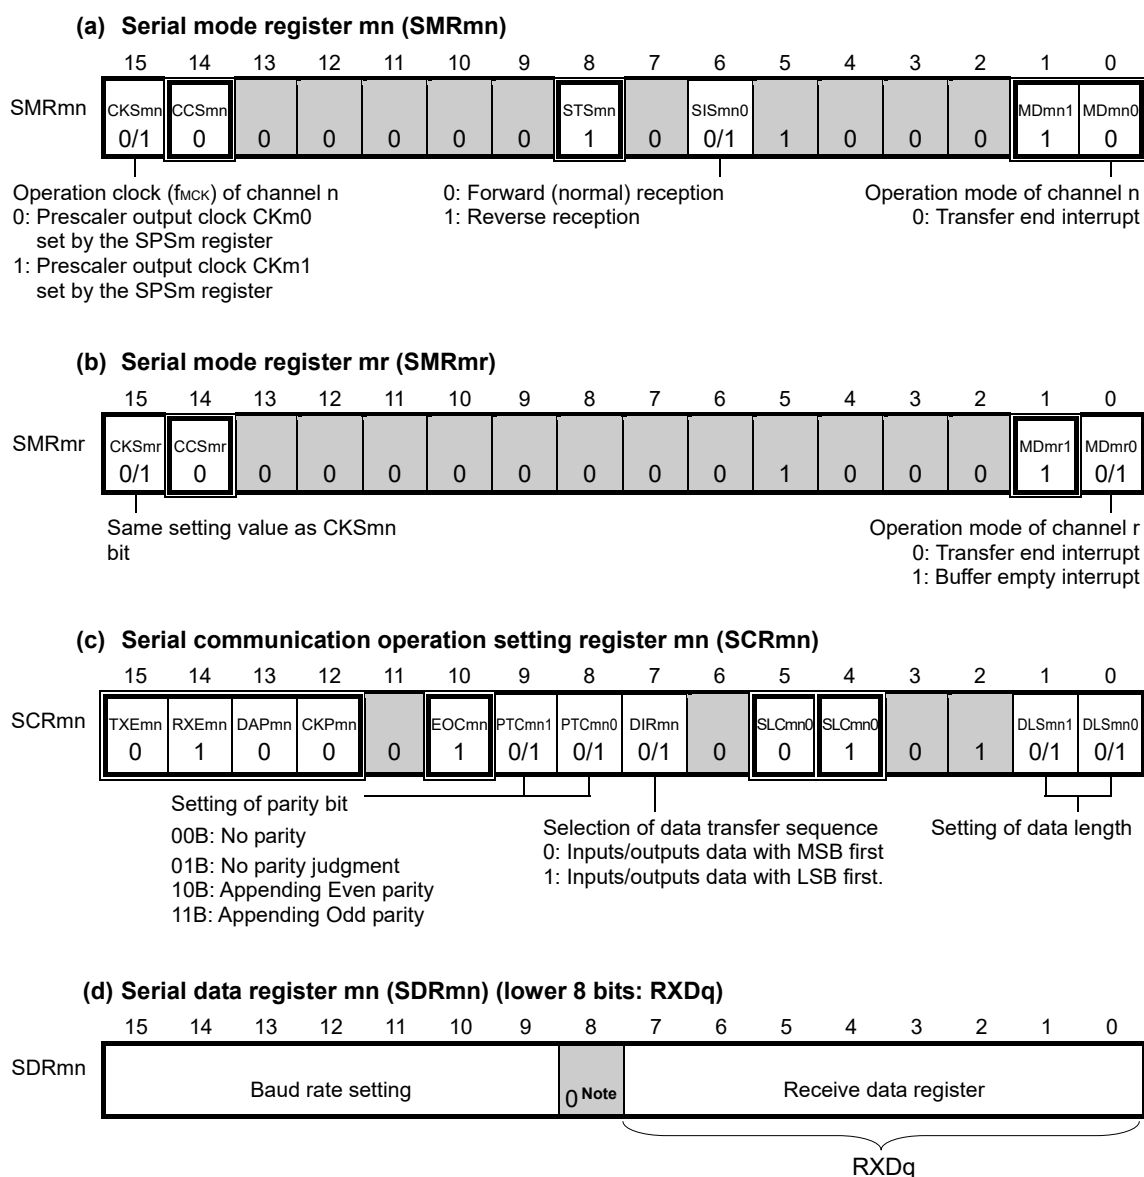 (a) Serial mode register mn (SMRmn)
15 14 13 12 11 10 9 8 7 6 5 4 3 2 1 0
SMRmn
CKSmn CCSmn STSmn SISmn0 MDmn1 MDmn0
0/1 0 0 0 0 0 0 1 0 0/1 1 0 0 0 1 0
Operation clock (fMCK) of channel n
0: Prescaler output clock CKm0
set by the SPSm register
1: Prescaler output clock CKm1
set by the SPSm register
0: Forward (normal) reception
1: Reverse reception
Operation mode of channel n
0: Transfer end interrupt
(b) Serial mode register mr (SMRmr)
15 14 13 12 11 10 9 8 7 6 5 4 3 2 1 0
SMRmr
CKSmr CCSmr MDmr1 MDmr0
0/1 0 0 0 0 0 0 0 0 0 1 0 0 0 1 0/1
Same setting value as CKSmn
bit
Operation mode of channel r
0: Transfer end interrupt
1: Buffer empty interrupt
(c) Serial communication operation setting register mn (SCRmn)
15 14 13 12 11 10 9 8 7 6 5 4 3 2 1 0
SCRmn
TXEmn RXEmn DAPmn CKPmn EOCmn PTCmn1 PTCmn0 DIRmn SLCmn0 SLCmn0 DLSmn1 DLSmn0
0 1 0 0 0 1 0/1 0/1 0/1 0 0 1 0 1 0/1 0/1
Setting of parity bit
00B: No parity
01B: No parity judgment
10B: Appending Even parity
11B: Appending Odd parity
Selection of data transfer sequence
0: Inputs/outputs data with MSB first
1: Inputs/outputs data with LSB first.
Setting of data length
(d) Serial data register mn (SDRmn) (lower 8 bits: RXDq)
15 14 13 12 11 10 9 8 7 6 5 4 3 2 1 0
SDRmn
Baud rate setting
0 Note
Receive data register
RXDq